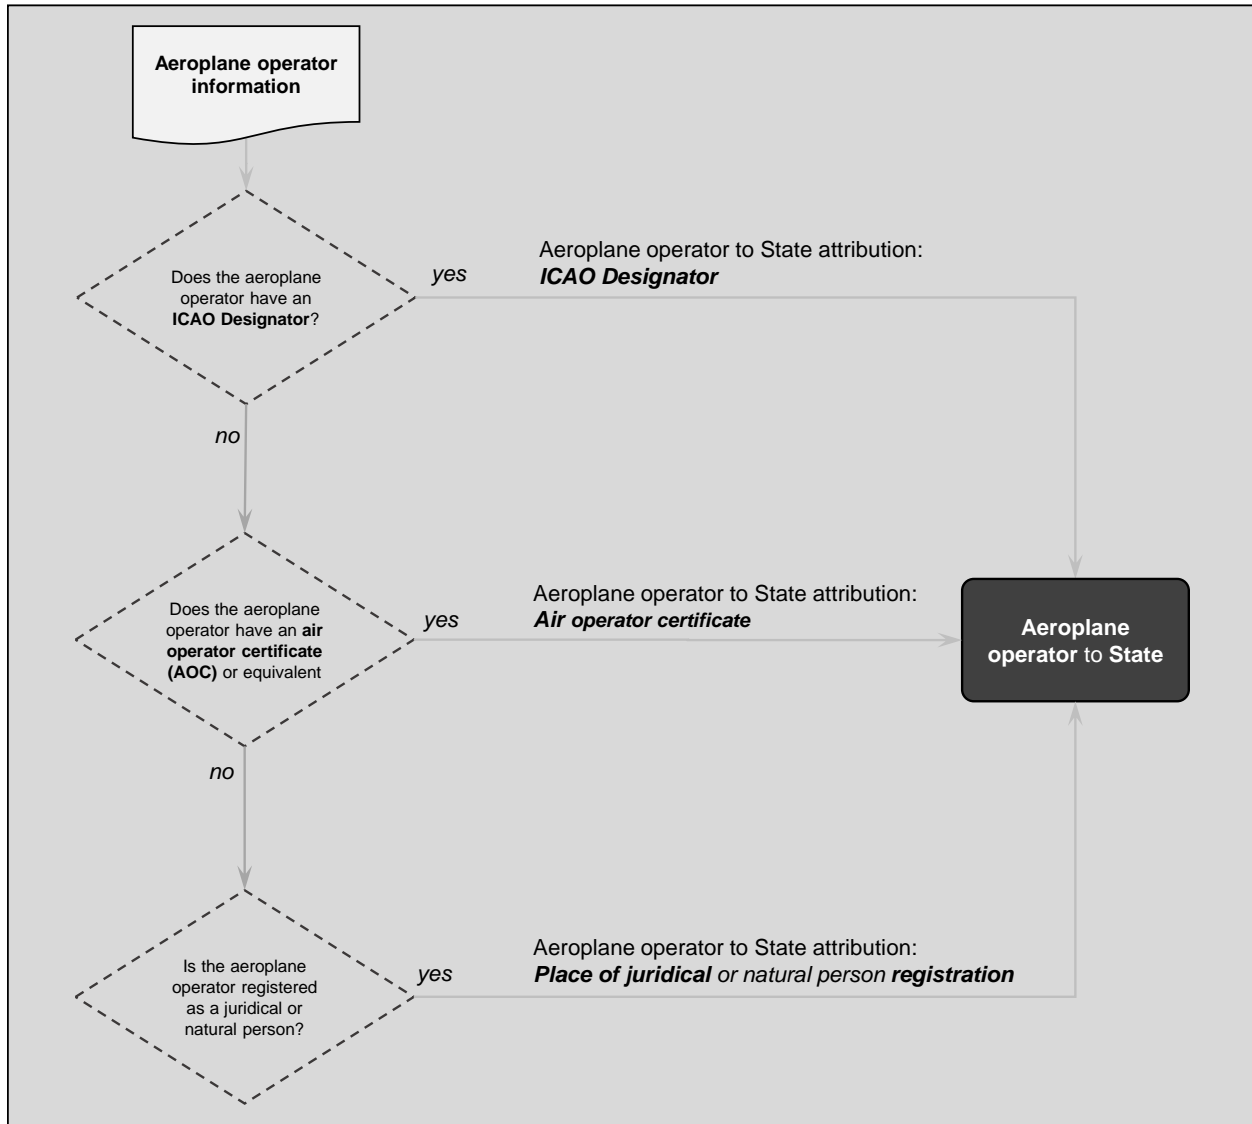 Aeroplane operator
information
Does the aeroplane
operator have an
ICAO Designator?
yes
Aeroplane operator to State attribution:
ICAO Designator
no
Does the aeroplane
operator have an air
operator certificate
(AOC) or equivalent
yes
Aeroplane operator to State attribution:
Air operator certificate
Aeroplane
operator to State
no
Is the aeroplane
operator registered
as a juridical or
natural person?
yes
Aeroplane operator to State attribution:
Place of juridical or natural person registration